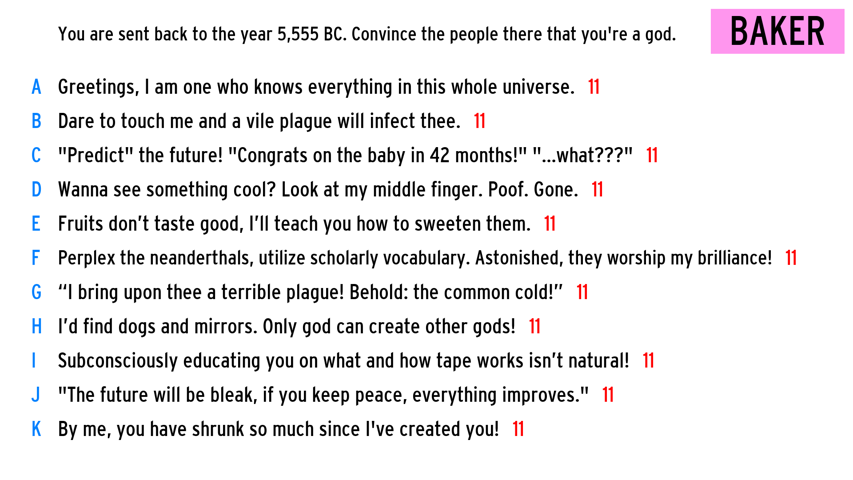 You are sent back to the year 5,555 BC. Convince the people there that you're a god.
BAKER
A Greetings, I am one who knows everything in this whole universe. 11
B Dare to touch me and a vile plague will infect thee. 11
C "Predict" the future! "Congrats on the baby in 42 months!" "...what???" 11
D Wanna see something cool? Look at my middle finger. Poof. Gone. 11
E Fruits don’t taste good, I’ll teach you how to sweeten them. 11
F Perplex the neanderthals, utilize scholarly vocabulary. Astonished, they worship my brilliance! 11
G “I bring upon thee a terrible plague! Behold: the common cold!” 11
H I’d find dogs and mirrors. Only god can create other gods! 11
I Subconsciously educating you on what and how tape works isn’t natural! 11
J "The future will be bleak, if you keep peace, everything improves." 11
K By me, you have shrunk so much since I've created you! 11